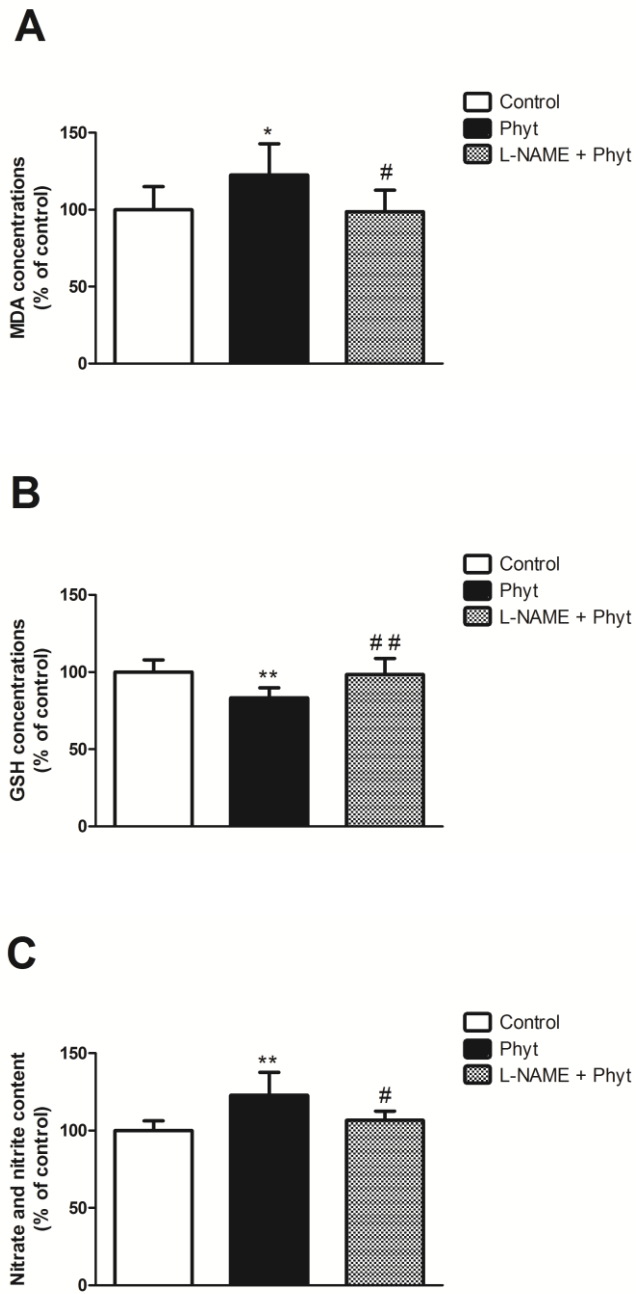 A
Control
Phyt
L-NAME + Phyt
MDA concentrations
(% of control)
150
100
50
0
*
#
B
Control
Phyt
L-NAME + Phyt
GSH concentrations
(% of control)
150
100
50
0
**
# #
C
Control
Phyt
L-NAME + Phyt
Nitrate and nitrite content
(% of control)
150
100
50
0
**
#